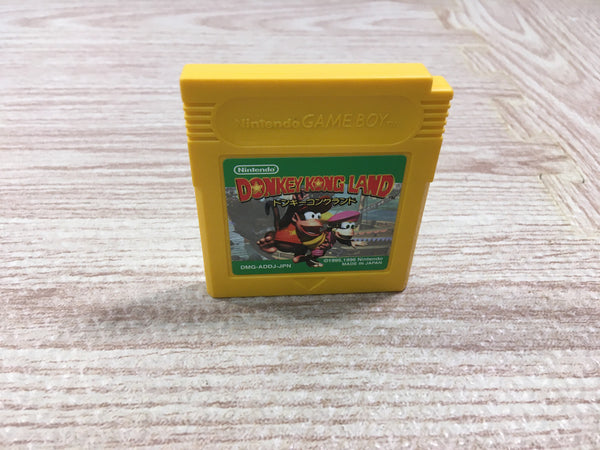 Nintendo GAME BOY TM
Nintendo
DONKEY KONG LAND
ドンキーコングランド
DMG-ADDJ-JPN
©1995,1996 Nintendo
MADE IN JAPAN